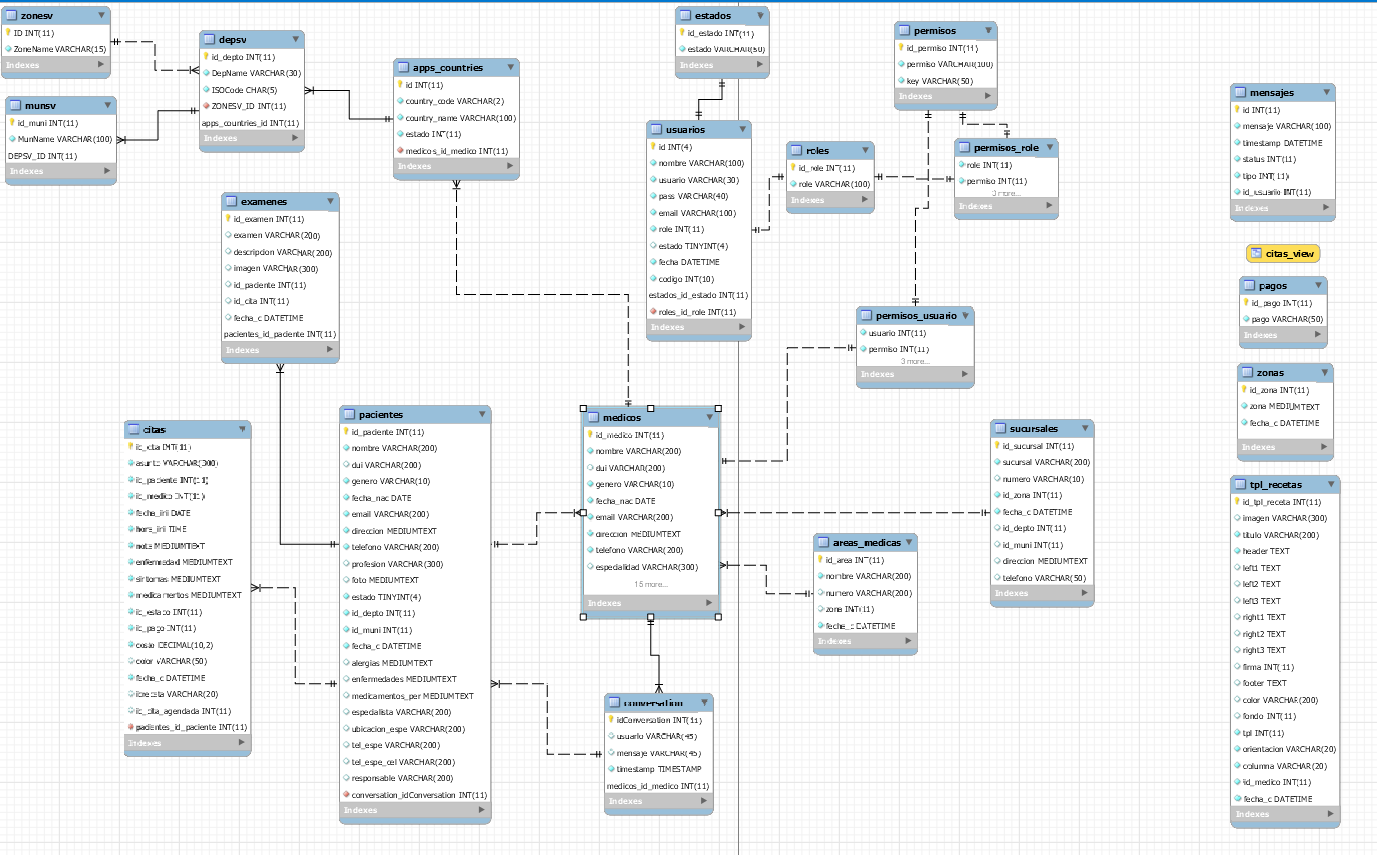 zonesv
ID INT(11)
ZoneName VARCHAR(15)
Indexes
munsv
id_muni INT(11)
MunName VARCHAR(100)
DEPSV_ID INT(11)
Indexes
depsv
id_depto INT(11)
DepName VARCHAR(30)
ISOCode CHAR(5)
ZONESV_ID INT(11)
apps_countries_id INT(11)
Indexes
apps_countries
id INT(11)
country_code VARCHAR(2)
country_name VARCHAR(100)
estado INT(11)
medicos_id_medico INT(11)
Indexes
estados
id_estado INT(11)
estado VARCHAR(50)
Indexes
usuarios
id INT(4)
nombre VARCHAR(100)
usuario VARCHAR(30)
pass VARCHAR(40)
email VARCHAR(100)
role INT(11)
estado TINYINT(4)
fecha DATETIME
codigo INT(10)
estados_id_estado INT(11)
roles_id_role INT(11)
Indexes
roles
id_role INT(11)
role VARCHAR(100)
Indexes
permisos
id_permiso INT(11)
permiso VARCHAR(100)
key VARCHAR(50)
Indexes
permisos_role
role INT(11)
permiso INT(11)
3 more...
Indexes
mensajes
id INT(11)
mensaje VARCHAR(100)
timestamp DATETIME
status INT(11)
tipo INT(11)
id_usuario INT(11)
Indexes
citas_view
pagos
id_pago INT(11)
pago VARCHAR(50)
Indexes
zonas
id_zona INT(11)
zona MEDIUMTEXT
fecha_c DATETIME
Indexes
examenes
id_examen INT(11)
examen VARCHAR(200)
descripcion VARCHAR(200)
imagen VARCHAR(300)
id_paciente INT(11)
id_cita INT(11)
fecha_c DATETIME
pacientes_id_paciente INT(11)
Indexes
permisos_usuario
usuario INT(11)
permiso INT(11)
3 more...
Indexes
citas
id_cita INT(11)
asunto VARCHAR(300)
id_paciente INT(11)
id_medico INT(11)
fecha_ini DATE
hora_ini TIME
nota MEDIUMTEXT
enfermedad MEDIUMTEXT
sintomas MEDIUMTEXT
medicamentos MEDIUMTEXT
id_estado INT(11)
id_pago INT(11)
costo DECIMAL(10,2)
color VARCHAR(50)
fecha_c DATETIME
idreceta VARCHAR(20)
id_cita_agendada INT(11)
pacientes_id_paciente INT(11)
Indexes
pacientes
id_paciente INT(11)
nombre VARCHAR(200)
dui VARCHAR(200)
genero VARCHAR(10)
fecha_nac DATE
email VARCHAR(200)
direccion MEDIUMTEXT
telefono VARCHAR(200)
profesion VARCHAR(300)
foto MEDIUMTEXT
estado TINYINT(4)
id_depto INT(11)
id_muni INT(11)
fecha_c DATETIME
alergias MEDIUMTEXT
enfermedades MEDIUMTEXT
medicamentos_per MEDIUMTEXT
especialista VARCHAR(200)
ubicacion_espe VARCHAR(200)
tel_espe VARCHAR(200)
tel_espe_cel VARCHAR(200)
responsable VARCHAR(200)
conversation_idConversation INT(11)
Indexes
medicos
id_medico INT(11)
nombre VARCHAR(200)
dui VARCHAR(200)
genero VARCHAR(10)
fecha_nac DATE
email VARCHAR(200)
direccion MEDIUMTEXT
telefono VARCHAR(200)
especialidad VARCHAR(300)
15 more...
Indexes
conversation
idConversation INT(11)
usuario VARCHAR(45)
mensaje VARCHAR(45)
timestamp TIMESTAMP
medicos_id_medico INT(11)
Indexes
areas_medicas
id_area INT(11)
nombre VARCHAR(200)
numero VARCHAR(200)
zona INT(11)
fecha_c DATETIME
Indexes
sucursales
id_sucursal INT(11)
sucursal VARCHAR(200)
numero VARCHAR(10)
id_zona INT(11)
fecha_c DATETIME
id_depto INT(11)
id_muni INT(11)
direccion MEDIUMTEXT
telefono VARCHAR(50)
Indexes
tpl_recetas
id_tpl_receta INT(11)
imagen VARCHAR(300)
titulo VARCHAR(200)
header TEXT
left1 TEXT
left2 TEXT
left3 TEXT
right1 TEXT
right2 TEXT
right3 TEXT
firma INT(11)
footer TEXT
color VARCHAR(200)
fondo INT(11)
tpl INT(11)
orientacion VARCHAR(20)
columna VARCHAR(20)
id_medico INT(11)
fecha_c DATETIME
Indexes